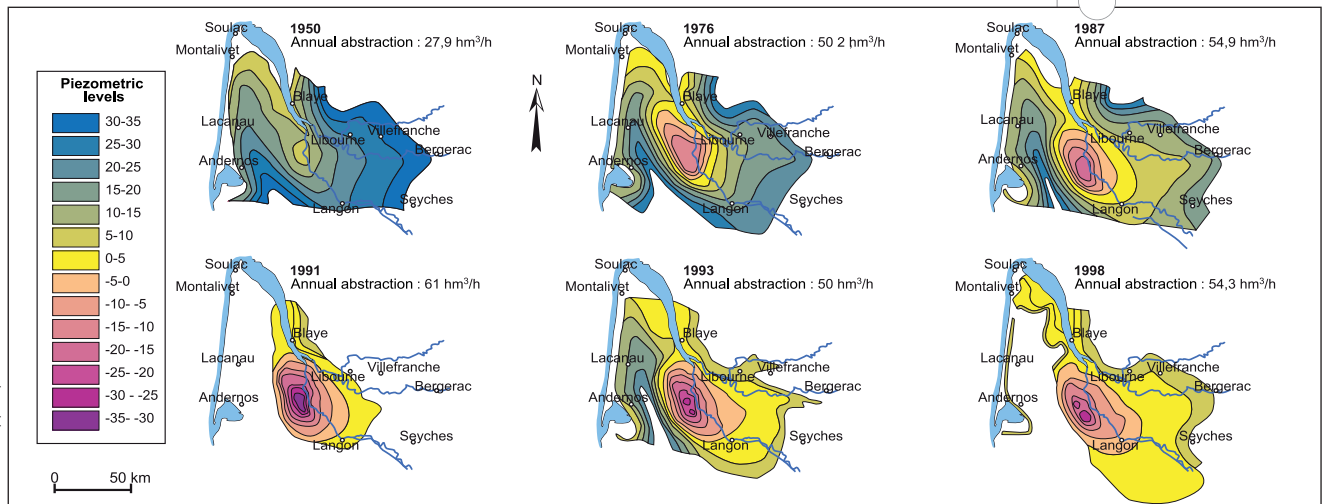 Piezometric
levels
30-35
25-30
20-25
15-20
10-15
5-10
0-5
-5-0
-10- -5
-15- -10
-20- -15
-25- -20
-30 - -25
-35- -30
0 50 km
N
1950
Annual abstraction : 27,9 hm³/h
Soulac
Montalivet
Blaye
Lacanau
Libourne
Villefranche
Bergerac
Andernos
Langon
Seyches
1976
Annual abstraction : 50 2 hm³/h
Soulac
Montalivet
Blaye
Lacanau
Libourne
Villefranche
Bergerac
Andernos
Langon
Seyches
1987
Annual abstraction : 54,9 hm³/h
Soulac
Montalivet
Blaye
Lacanau
Libourne
Villefranche
Bergerac
Andernos
Langon
Seyches
1991
Annual abstraction : 61 hm³/h
Soulac
Montalivet
Blaye
Lacanau
Libourne
Villefranche
Bergerac
Andernos
Langon
Seyches
1993
Annual abstraction : 50 hm³/h
Soulac
Montalivet
Blaye
Lacanau
Libourne
Villefranche
Bergerac
Andernos
Langon
Seyches
1998
Annual abstraction : 54,3 hm³/h
Soulac
Montalivet
Blaye
Lacanau
Libourne
Villefranche
Bergerac
Andernos
Langon
Seyches